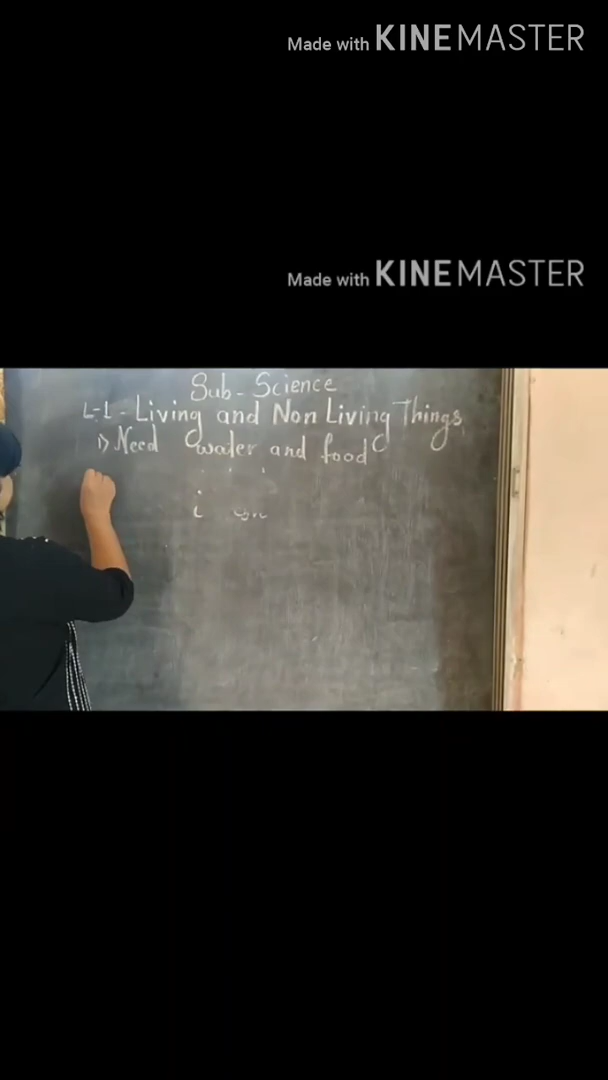 Made with KINEMASTER
Made with KINEMASTER
Sub - Science
L-1 - Living and Non Living Things
1) Need water and food